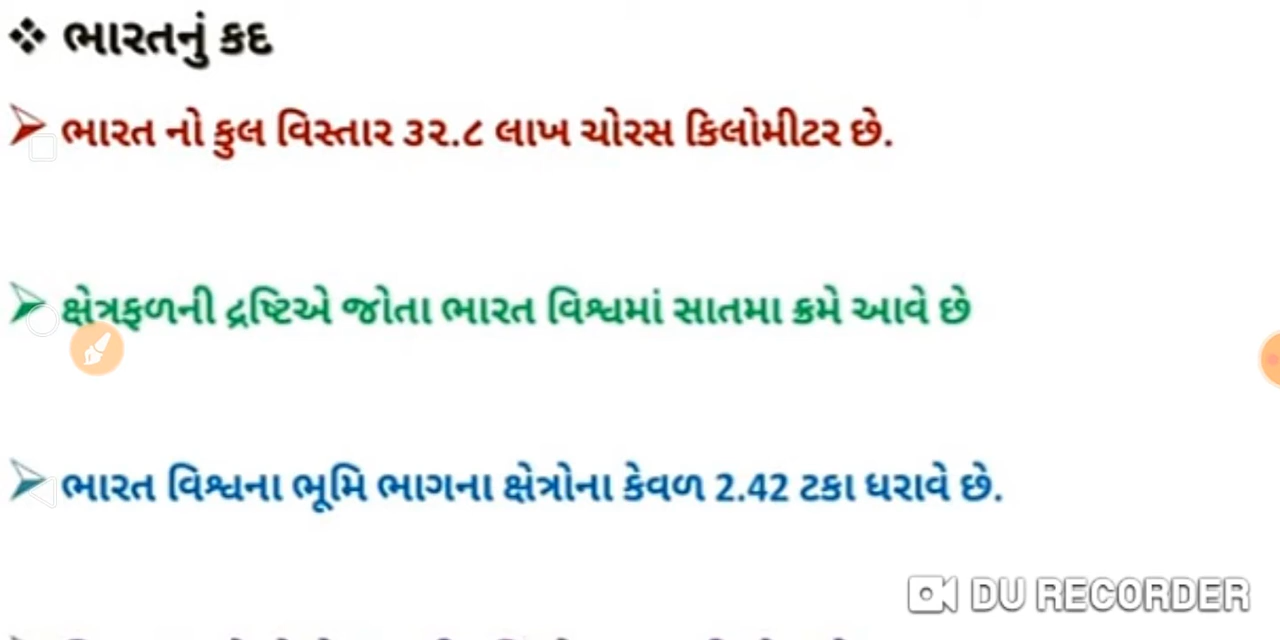 ❖ ભારતનું કદ
➢ ભારત નો કુલ વિસ્તાર ૩૨.૮ લાખ ચોરસ કિલોમીટર છે.
➢ ક્ષેત્રફળની દ્રષ્ટિએ જોતા ભારત વિશ્વમાં સાતમા ક્રમે આવે છે
➢ ભારત વિશ્વના ભૂમિ ભાગના ક્ષેત્રોના કેવળ 2.42 ટકા ધરાવે છે.
DU RECORDER